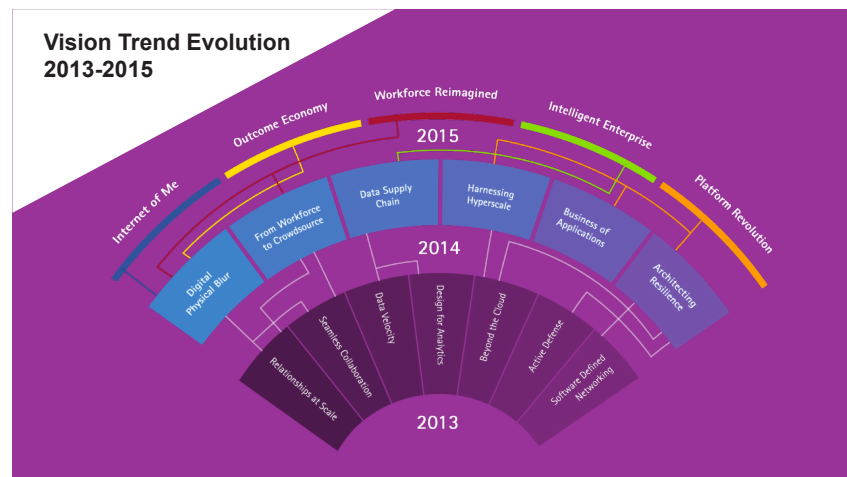 Vision Trend Evolution
2013-2015
Internet of Me
Outcome Economy
Workforce Reimagined
Intelligent Enterprise
Platform Revolution
2015
Digital
Physical Blur
From Workforce
to Crowdsource
Data Supply
Chain
Harnessing
Hyperscale
Business of
Applications
Architecting
Resilience
2014
Relationships at Scale
Seamless Collaboration
Data Velocity
Design for Analytics
Beyond the Cloud
Active Defense
Software Defined
Networking
2013